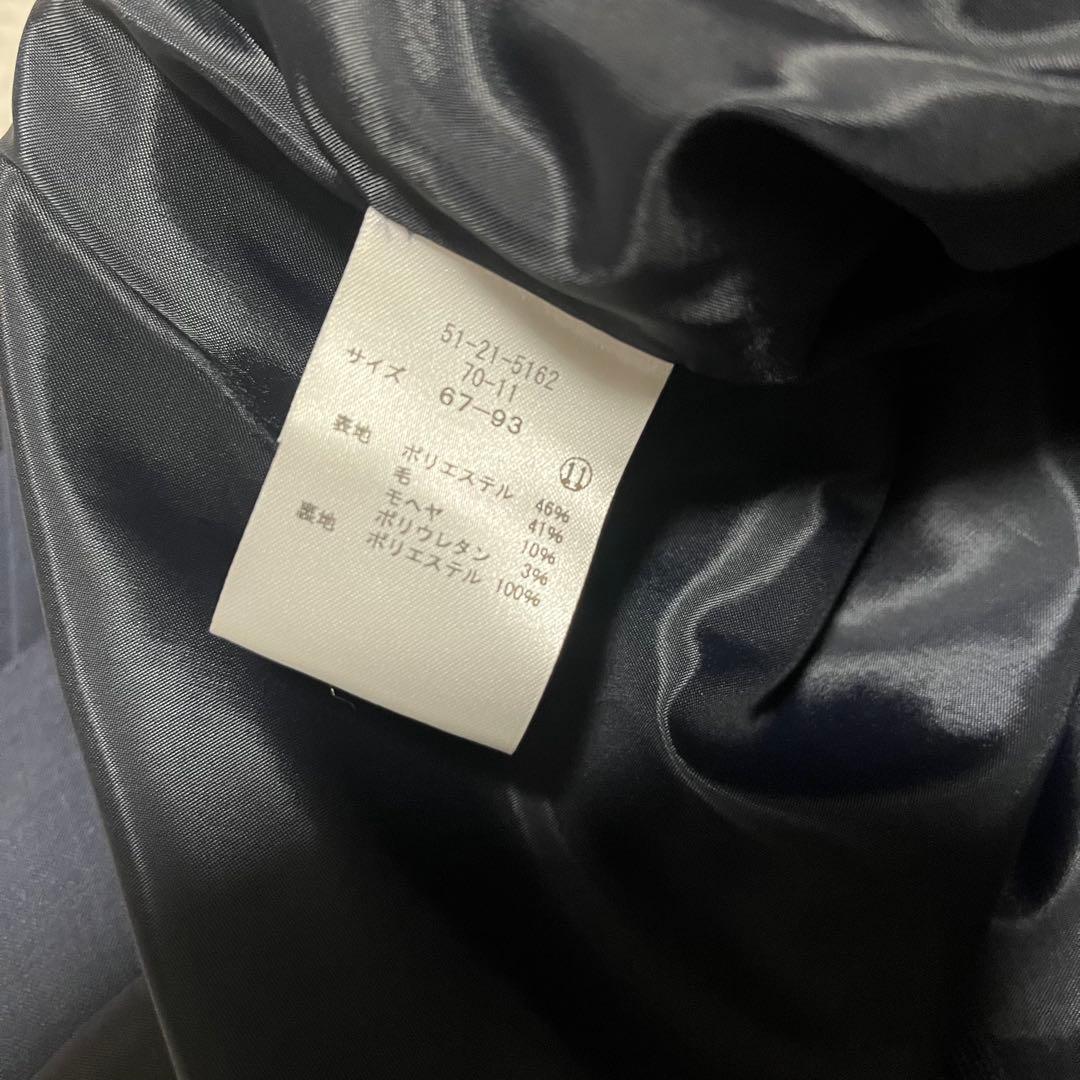 51-21-5162
70-11
サイズ 67-93
⑪
表地 ポリエステル 46%
毛 41%
モヘヤ 10%
ポリウレタン 3%
裏地 ポリエステル 100%